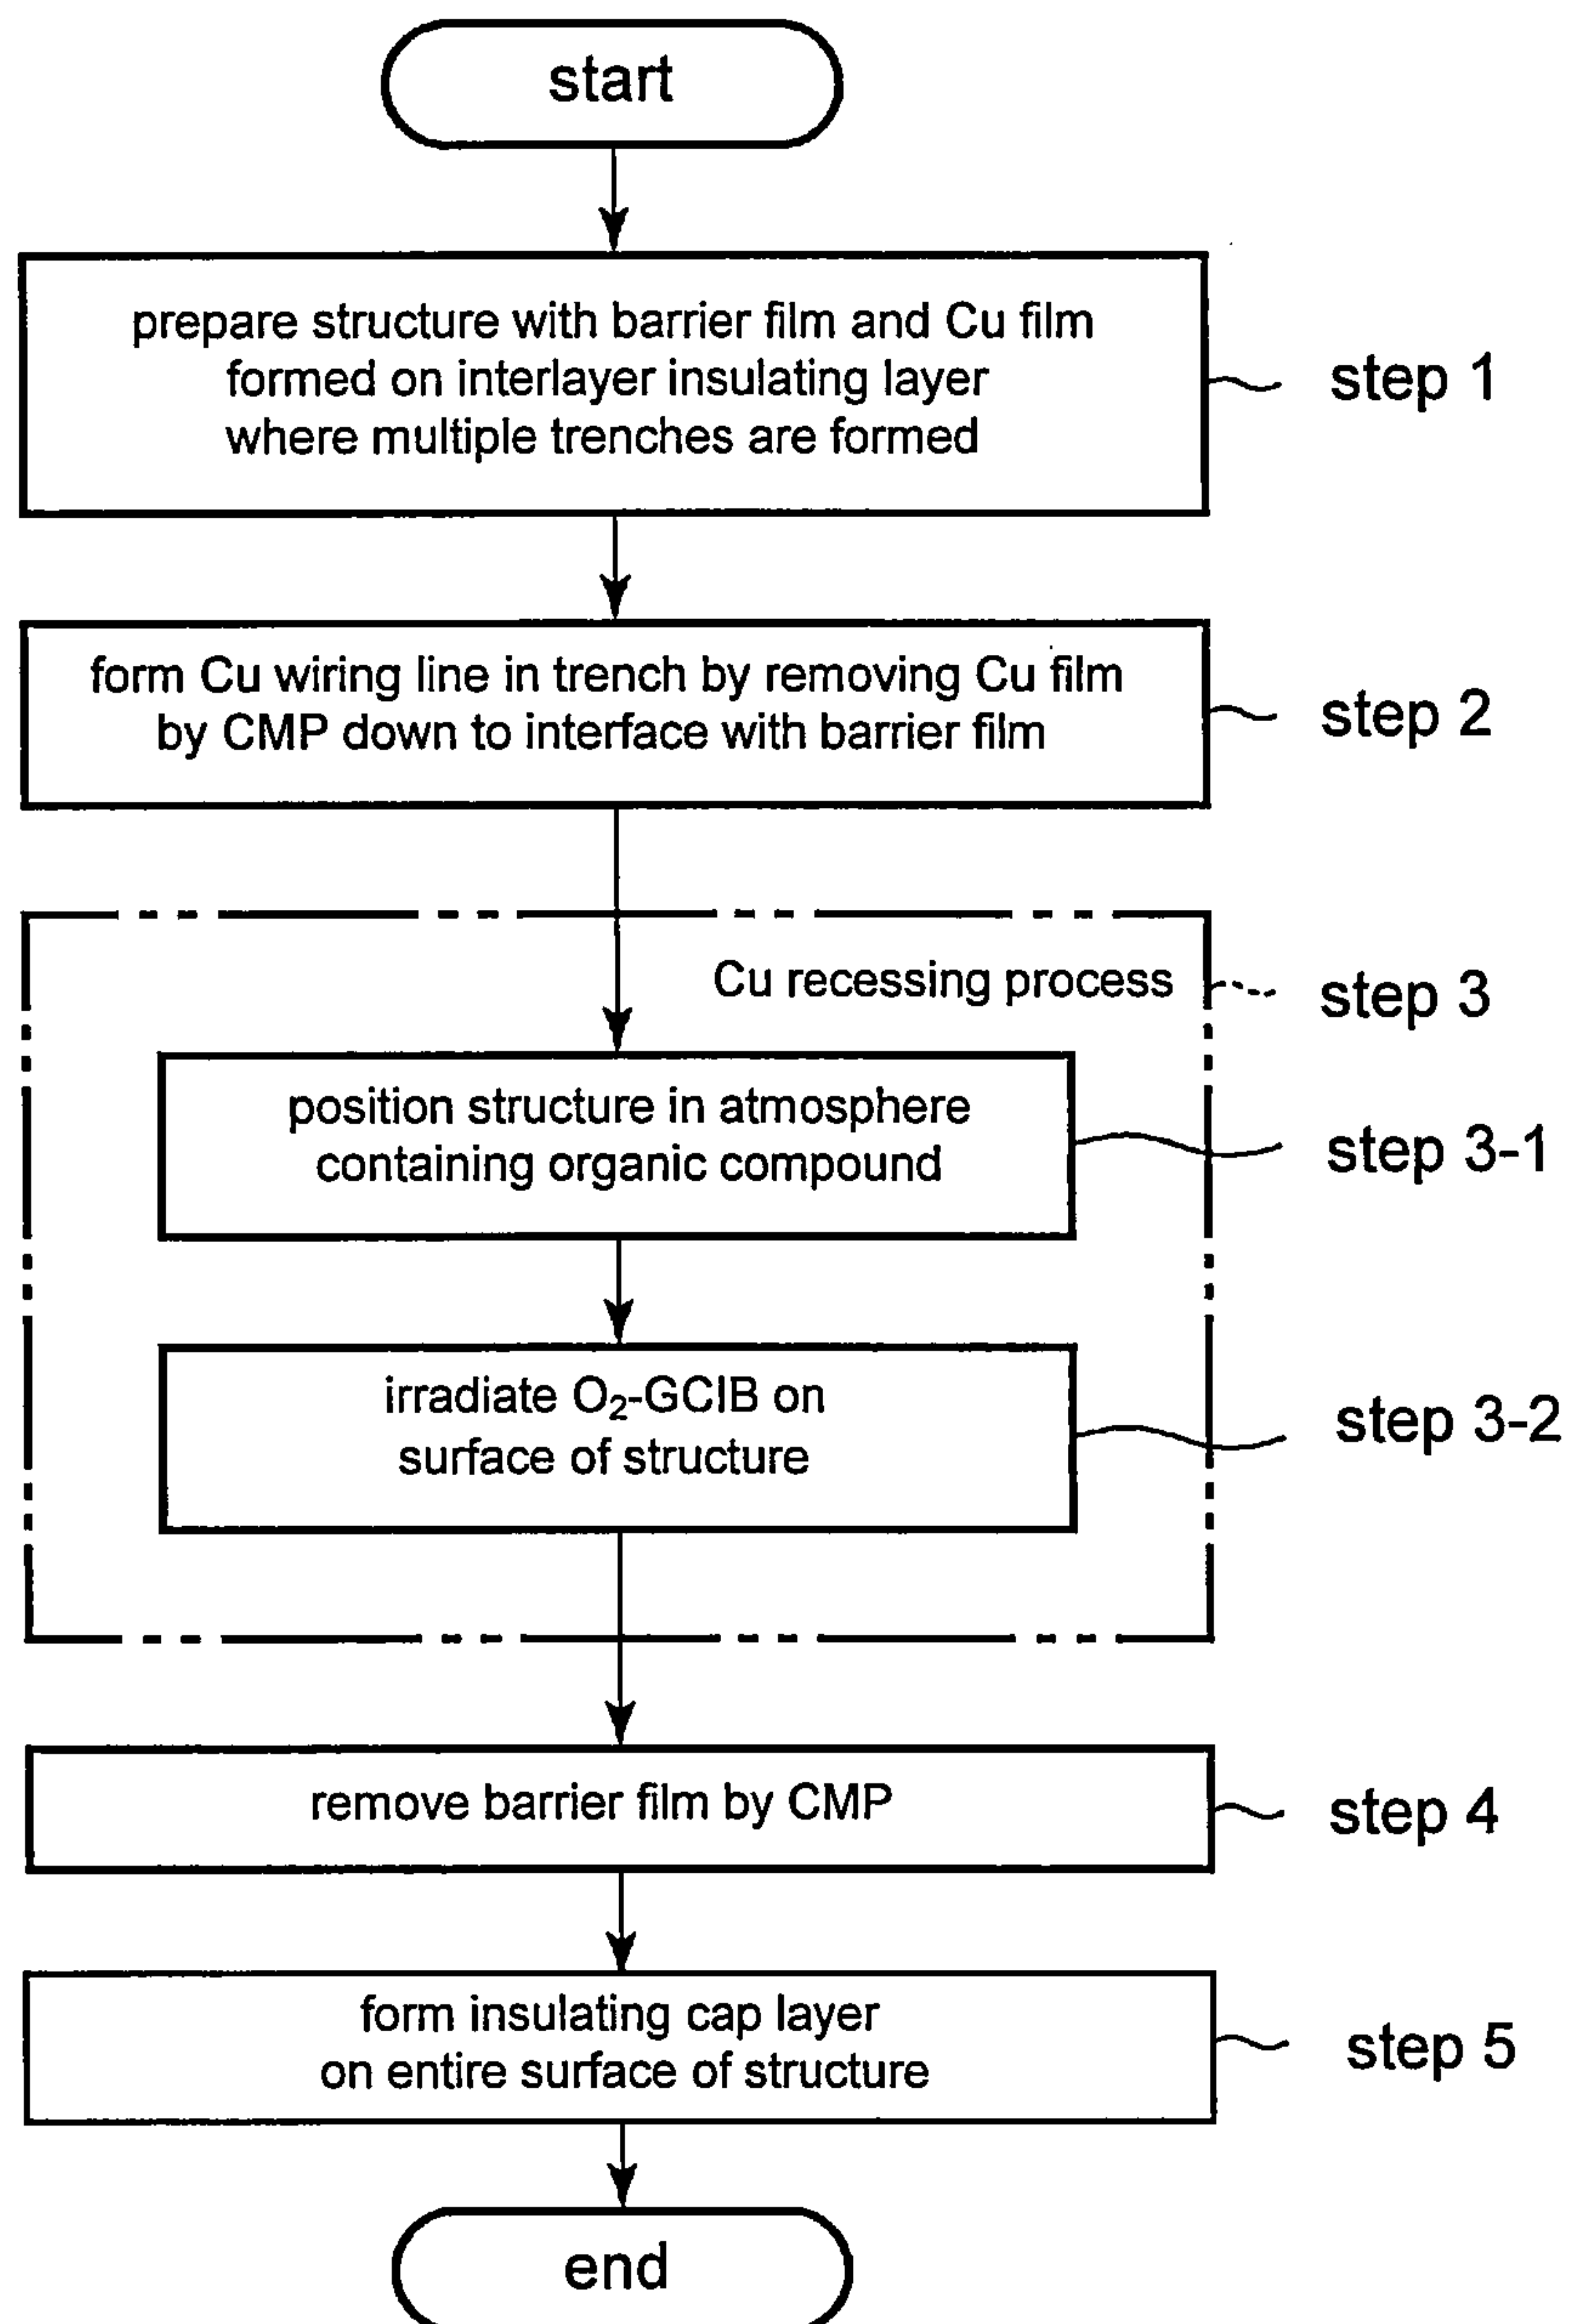 start
prepare structure with barrier film and Cu film
formed on interlayer insulating layer
where multiple trenches are formed
step 1
form Cu wiring line in trench by removing Cu film
by CMP down to interface with barrier film
step 2
Cu recessing process
step 3
position structure in atmosphere
containing organic compound
step 3-1
irradiate O₂-GCIB on
surface of structure
step 3-2
remove barrier film by CMP
step 4
form insulating cap layer
on entire surface of structure
step 5
end